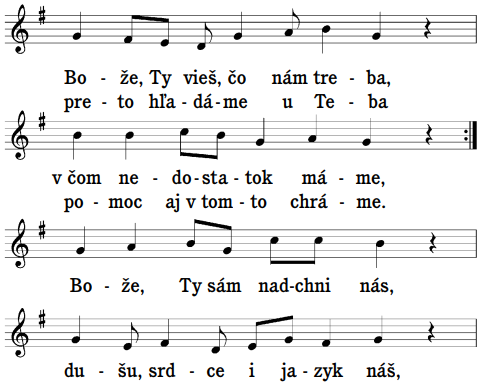 Bo - že, Ty vieš, čo nám tre - ba,
pre - to hľa - dá - me u Te - ba
v čom ne - do - sta - tok má - me,
po - moc aj v tom - to chrá - me.
Bo - že, Ty sám nad - chni nás,
du - šu, srd - ce i ja - zyk náš,